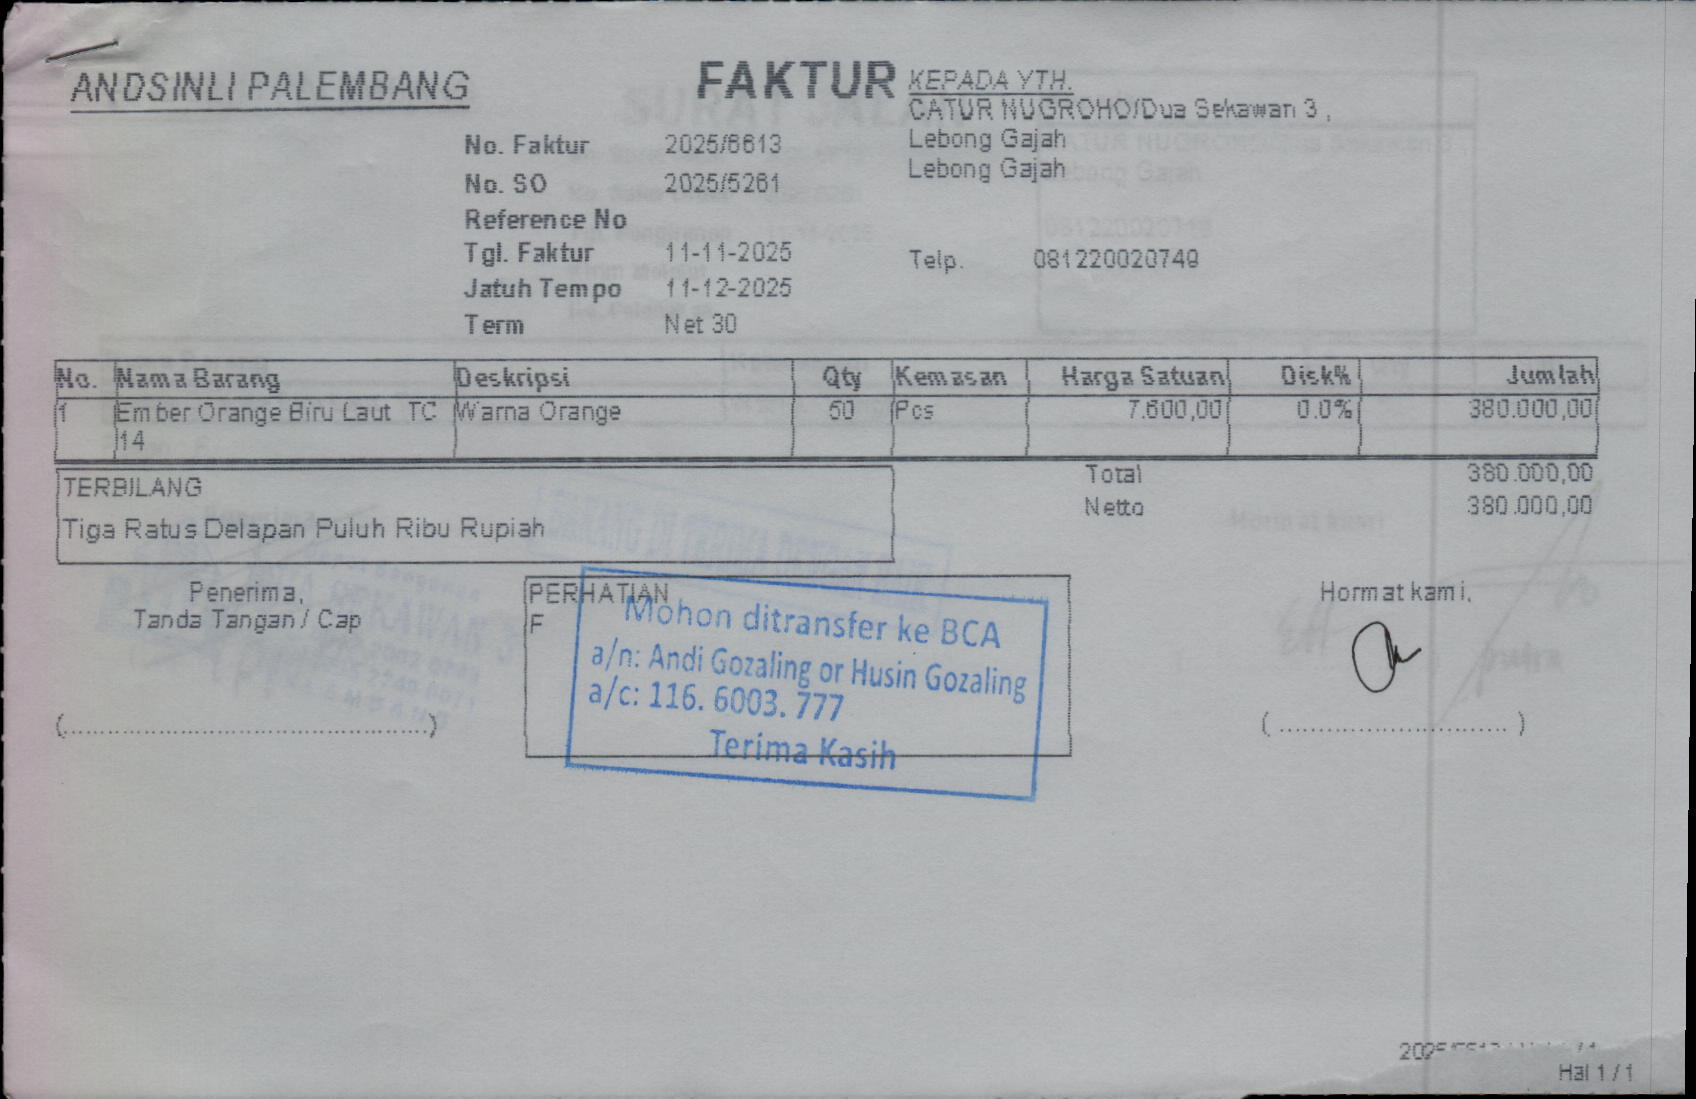 ANDSINLI PALEMBANG
FAKTUR
KEPADA YTH.
CATUR NUGROHO/Dua Sekawan 3 ,
Lebong Gajah
Lebong Gajah
Telp. 081220020749
No. Faktur 2025/6613
No. SO 2025/5261
Reference No
Tgl. Faktur 11-11-2025
Jatuh Tempo 11-12-2025
Term Net 30
No. Nama Barang Deskripsi Qty Kemasan Harga Satuan Disk% Jumlah
1 Ember Orange Biru Laut TC Warna Orange 50 Pcs 7.600,00 0.0% 380.000,00
14
Total 380.000,00
Netto 380.000,00
TERBILANG
Tiga Ratus Delapan Puluh Ribu Rupiah
Penerima,
Tanda Tangan / Cap
(..............................................)
PERHATIAN
F
Mohon ditransfer ke BCA
a/n: Andi Gozaling or Husin Gozaling
a/c: 116. 6003. 777
Terima Kasih
Hormat kami,
( .............................. )
Hal 1 / 1